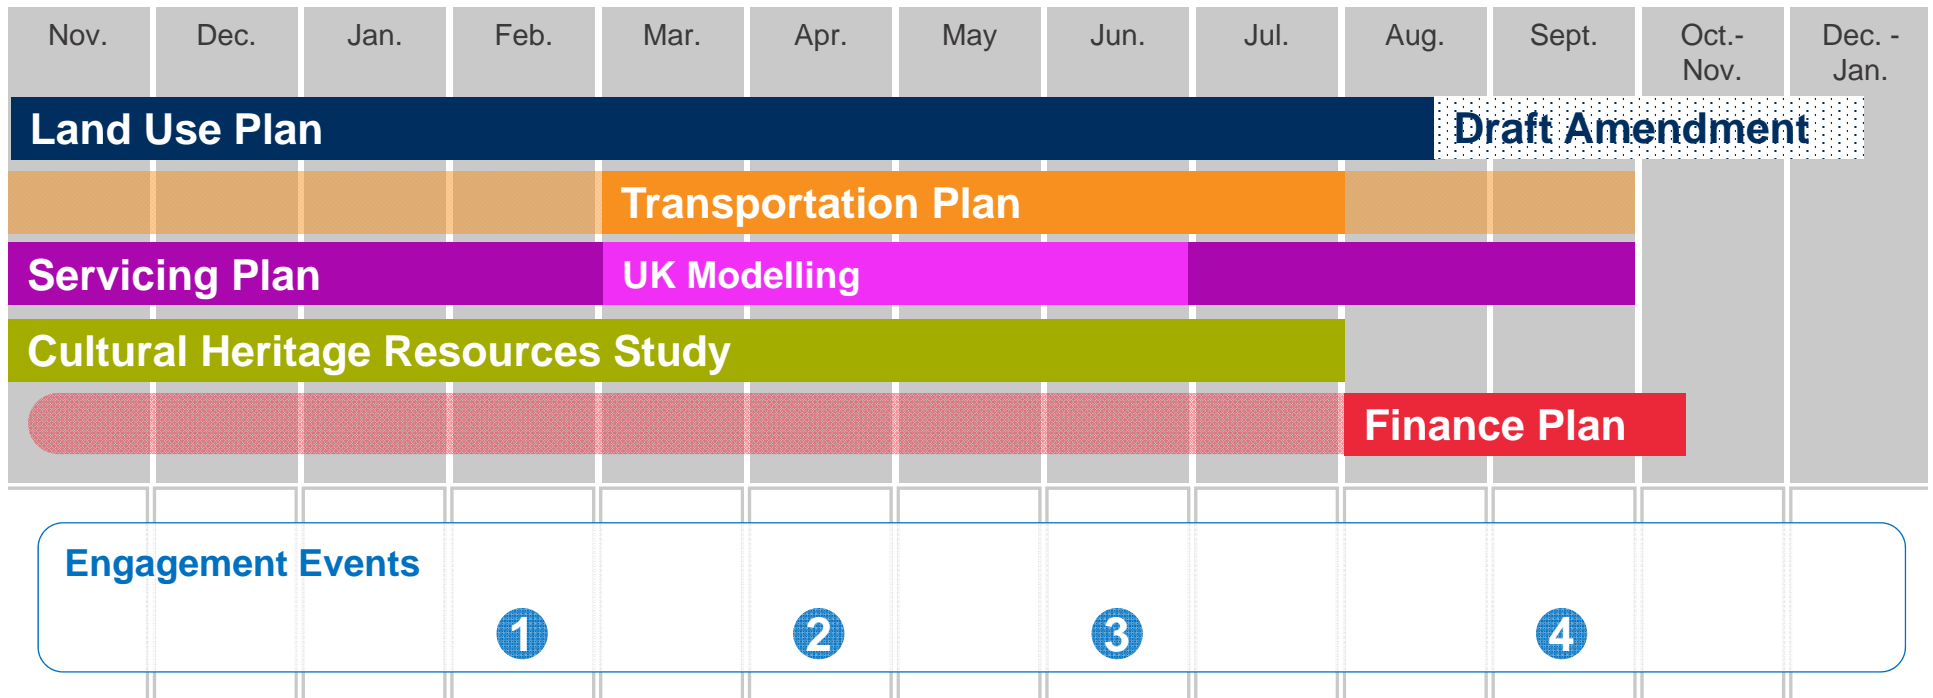 Nov. Dec. Jan. Feb. Mar. Apr. May Jun. Jul. Aug. Sept. Oct.- Dec. -
Nov. Jan.
Land Use Plan Draft Amendment
Transportation Plan
Servicing Plan UK Modelling
Cultural Heritage Resources Study
Finance Plan
Engagement Events
1 2 3 4